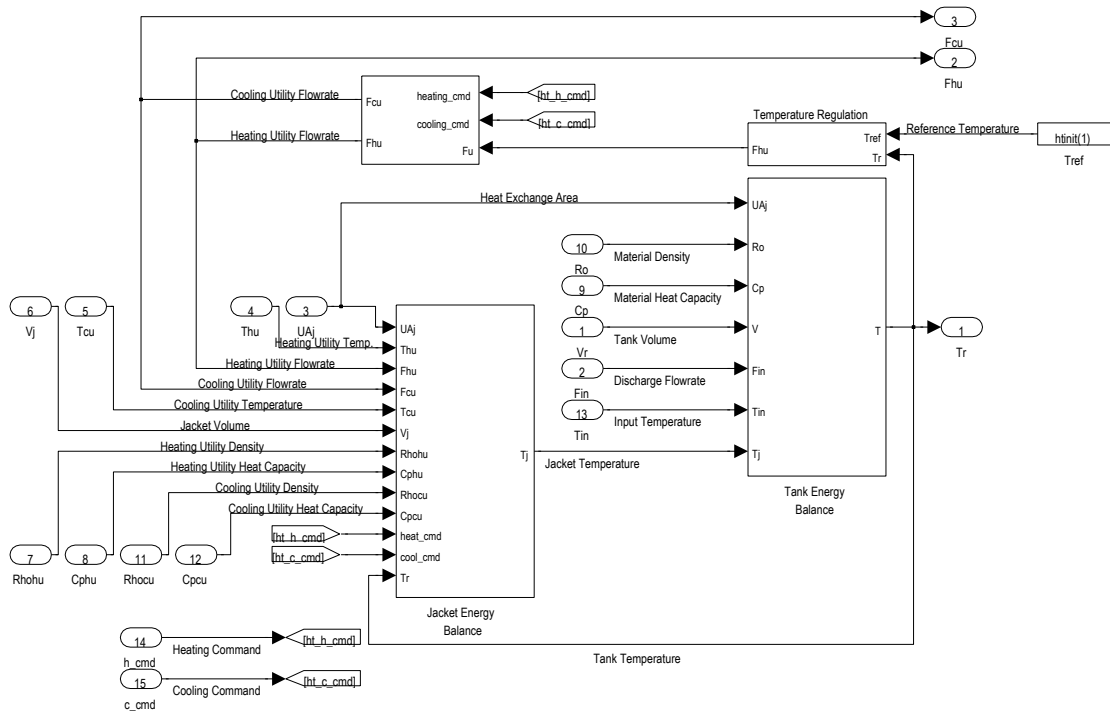 3
Fcu
2
Fhu
Cooling Utility Flowrate
Fcu
heating_cmd
[ht_h_cmd]
cooling_cmd
[ht_c_cmd]
Heating Utility Flowrate
Fhu
Fu
Temperature Regulation
Fhu
Tref
Tr
Reference Temperature
htinit(1)
Tref
Heat Exchange Area
UAj
10
Material Density
Ro
Ro
9
Material Heat Capacity
Cp
Cp
1
Tank Volume
V
Vr
2
Discharge Flowrate
Fin
Fin
13
Input Temperature
Tin
Tin
Tj
T
1
Tr
Tank Energy
Balance
6
Vj
5
Tcu
4
Thu
3
UAj
UAj
Heating Utility Temp.
Thu
Heating Utility Flowrate
Fhu
Cooling Utility Flowrate
Fcu
Cooling Utility Temperature
Tcu
Jacket Volume
Vj
Heating Utility Density
Rhohu
Heating Utility Heat Capacity
Cphu
Cooling Utility Density
Rhocu
Cooling Utility Heat Capacity
Cpcu
[ht_h_cmd]
heat_cmd
[ht_c_cmd]
cool_cmd
Tr
Tj
Jacket Temperature
7
Rhohu
8
Cphu
11
Rhocu
12
Cpcu
Jacket Energy
Balance
14
Heating Command
[ht_h_cmd]
h_cmd
15
Cooling Command
[ht_c_cmd]
c_cmd
Tank Temperature